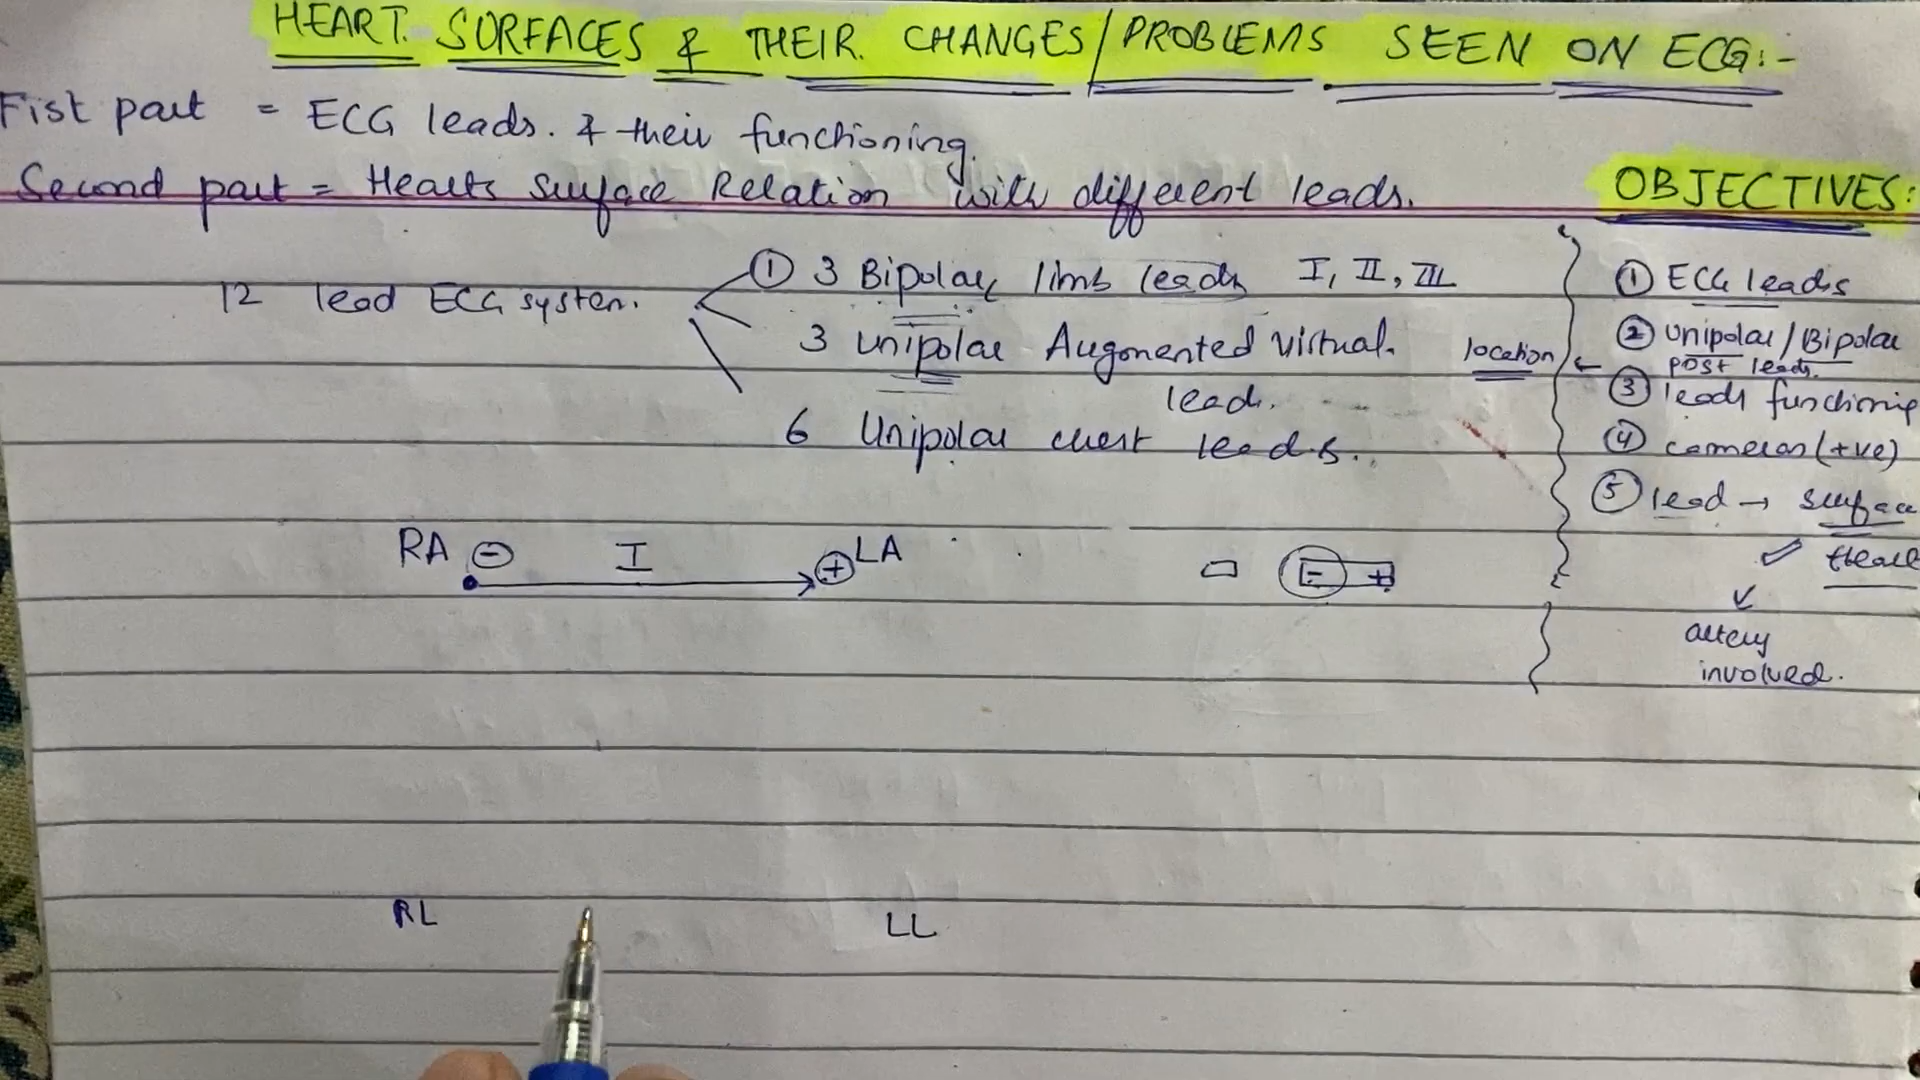 HEART. SURFACES & THEIR. CHANGES/PROBLEMS SEEN ON ECG:-
Fist part = ECG leads. & their functioning.
Second part = Hearts surface Relation with different leads.
OBJECTIVES:
12 lead ECG system.
① 3 Bipolar limb leads I, II, III
3 unipolar Augmented virtual.
lead.
6 Unipolar chest leads.
location ←
① ECG leads
② Unipolar/Bipolar
post leads.
③ leads functioning
④ cameras (+ve)
⑤ lead → surface
Heart
↙
artery
involved.
RA ⊖ I ⊕ LA
- +
RL LL